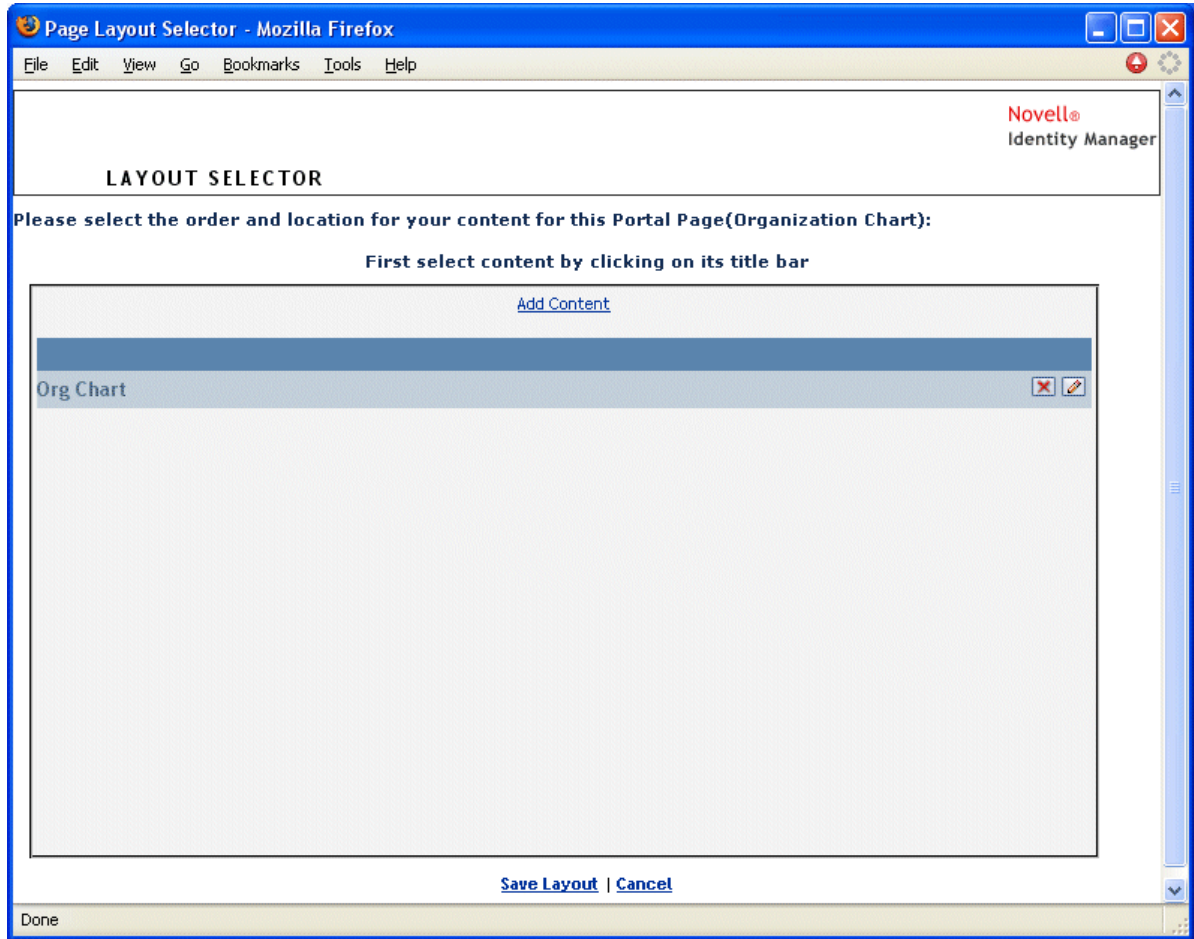 Page Layout Selector - Mozilla Firefox
File Edit View Go Bookmarks Tools Help
Novell®
Identity Manager
LAYOUT SELECTOR
Please select the order and location for your content for this Portal Page(Organization Chart):
First select content by clicking on its title bar
Add Content
Org Chart
Save Layout | Cancel
Done